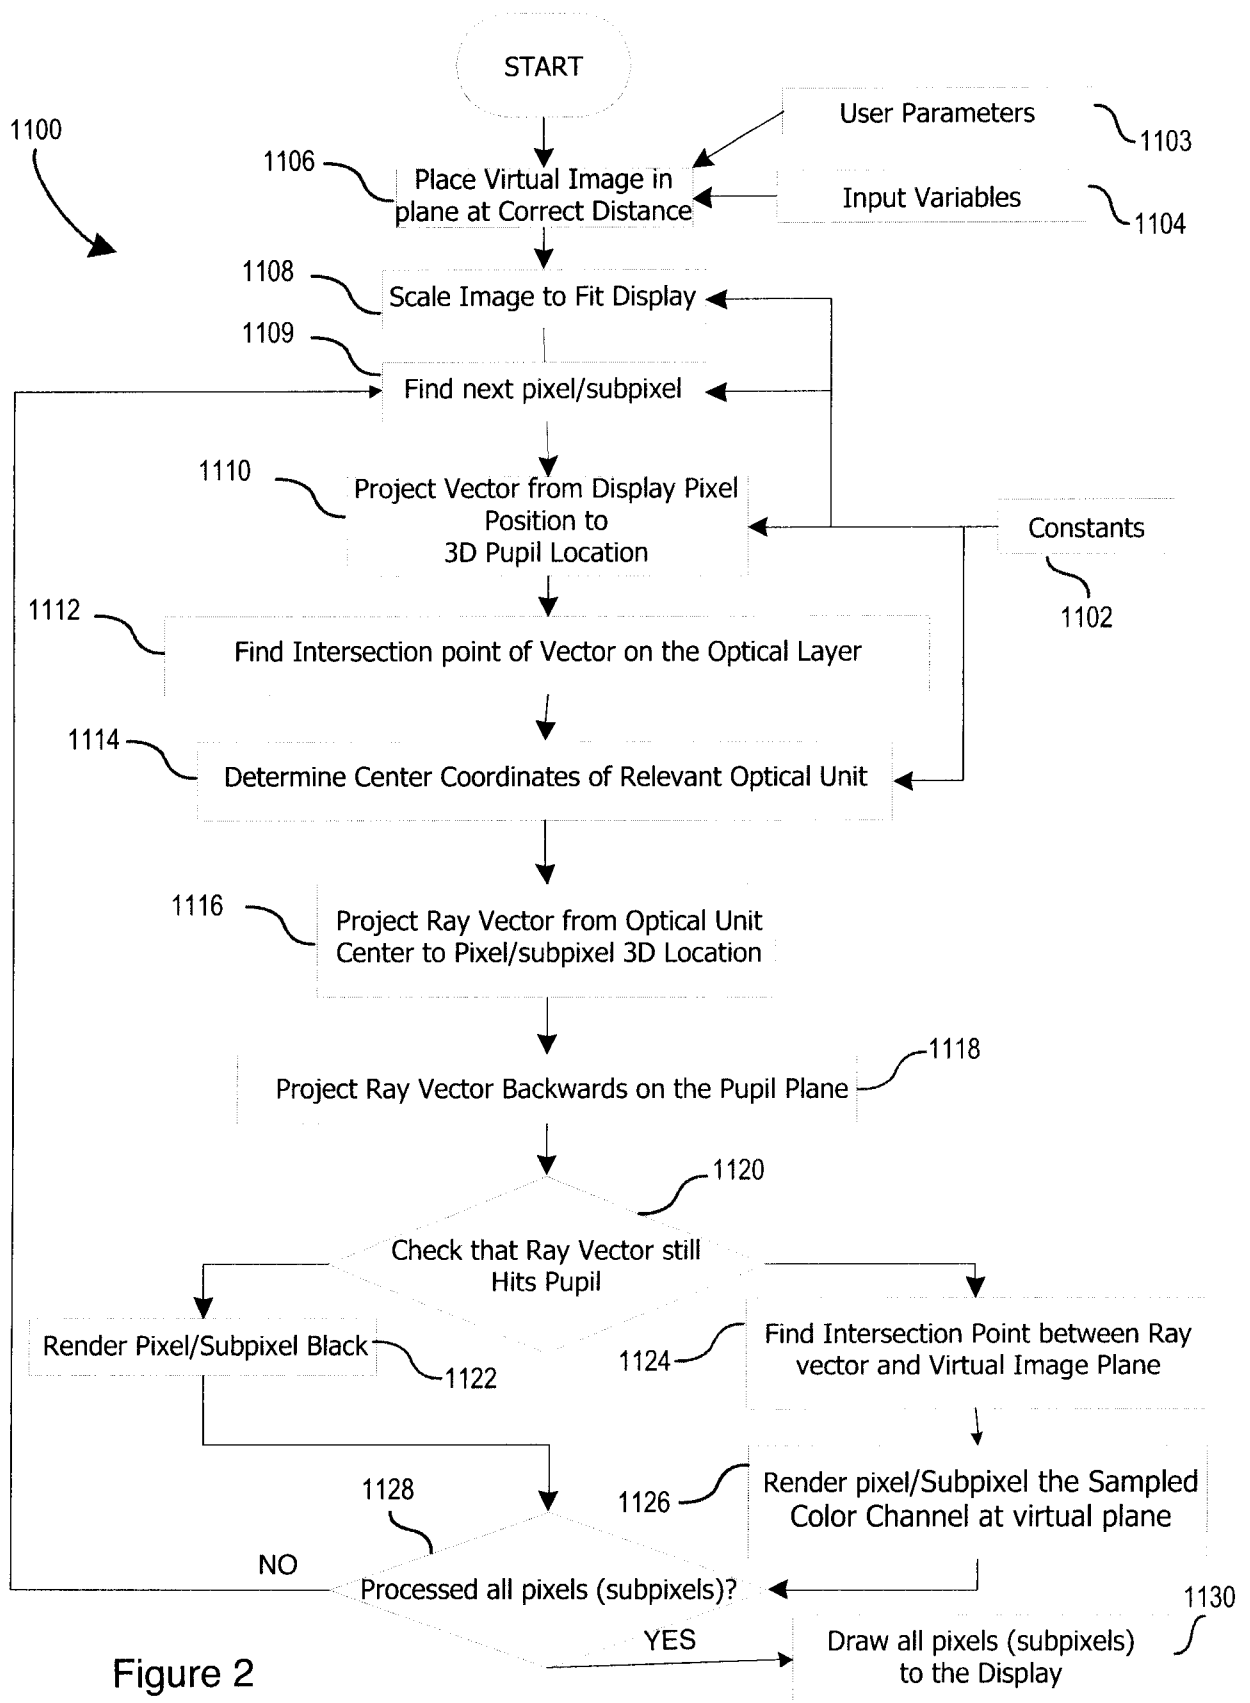 START
1100
User Parameters
1103
1106
Place Virtual Image in
plane at Correct Distance
Input Variables
1104
1108
Scale Image to Fit Display
1109
Find next pixel/subpixel
1110
Project Vector from Display Pixel
Position to
3D Pupil Location
Constants
1102
1112
Find Intersection point of Vector on the Optical Layer
1114
Determine Center Coordinates of Relevant Optical Unit
1116
Project Ray Vector from Optical Unit
Center to Pixel/subpixel 3D Location
1118
Project Ray Vector Backwards on the Pupil Plane
1120
Check that Ray Vector still
Hits Pupil
Render Pixel/Subpixel Black
1122
1124
Find Intersection Point between Ray
vector and Virtual Image Plane
1126
Render pixel/Subpixel the Sampled
Color Channel at virtual plane
1128
NO
Processed all pixels (subpixels)?
YES
1130
Draw all pixels (subpixels)
to the Display
Figure 2